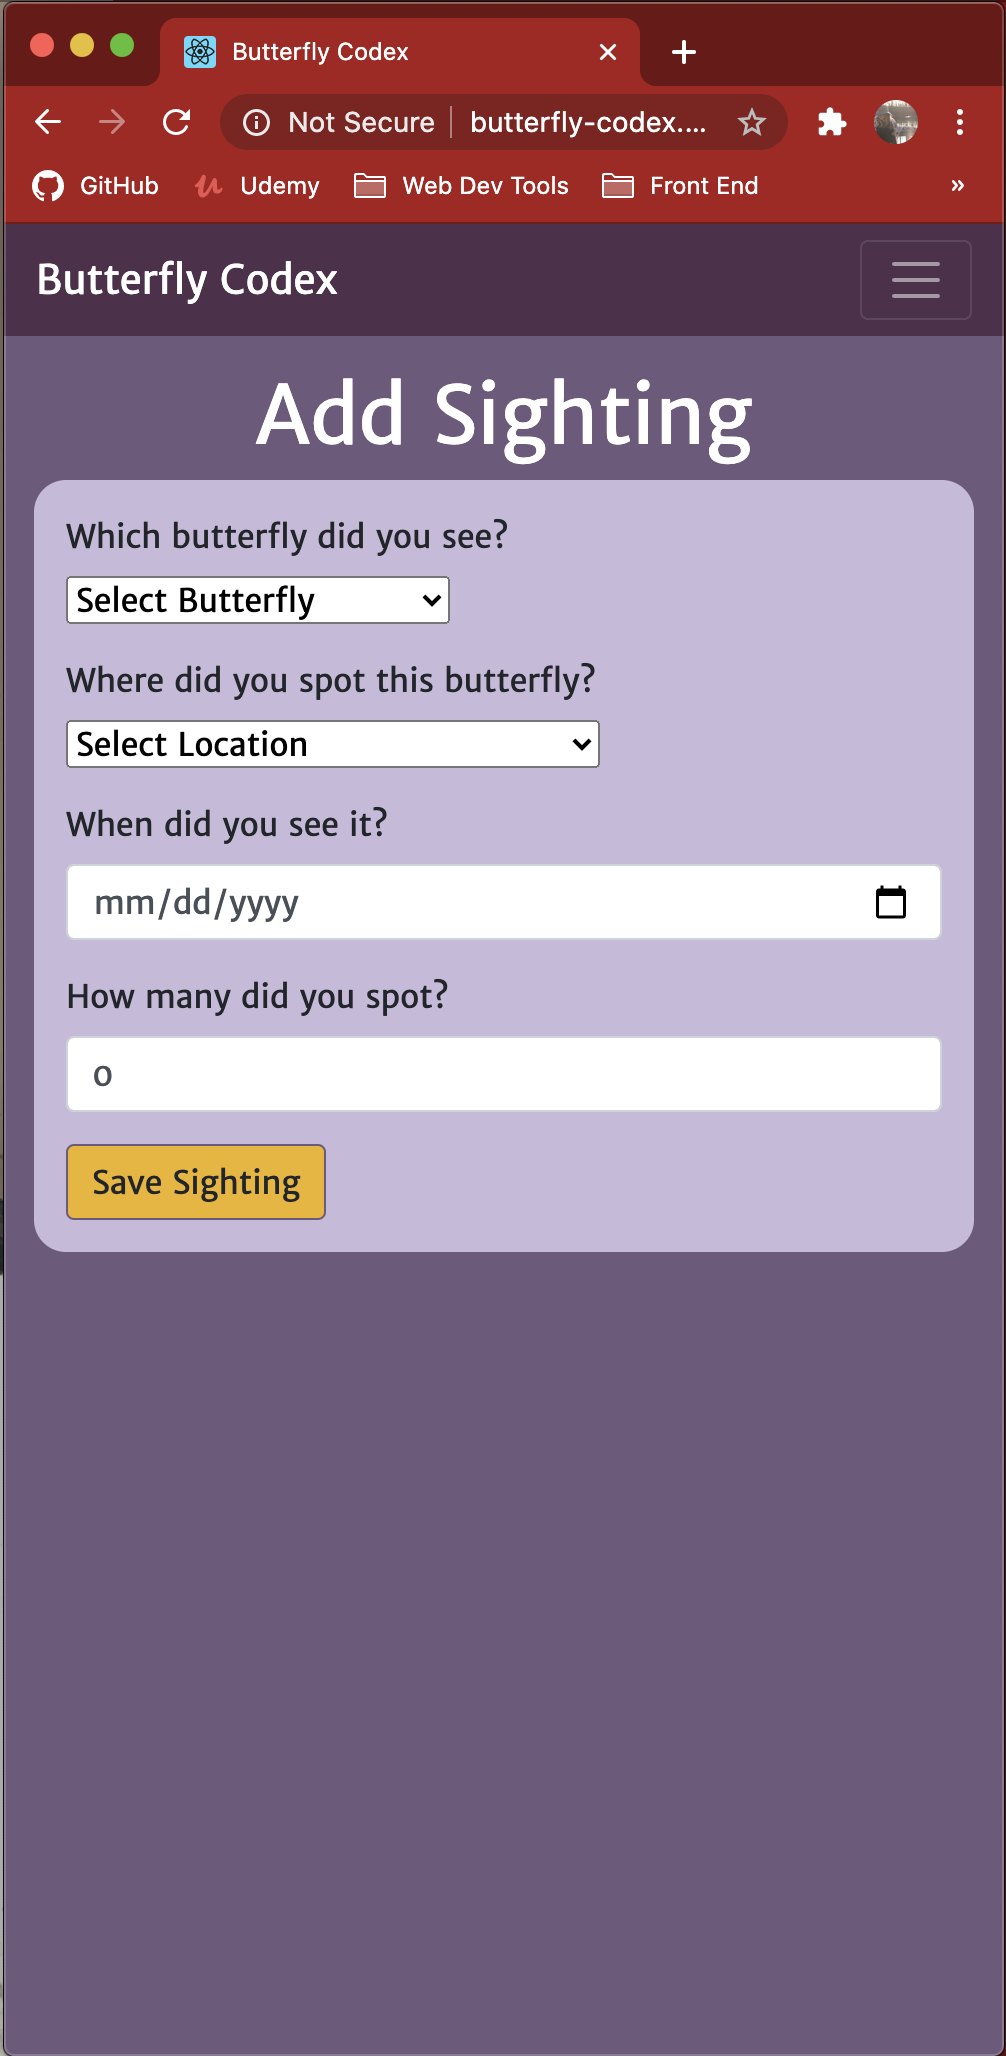 Butterfly Codex
Not Secure butterfly-codex....
GitHub Udemy Web Dev Tools Front End »
Butterfly Codex
Add Sighting
Which butterfly did you see?
Select Butterfly
Where did you spot this butterfly?
Select Location
When did you see it?
mm/dd/yyyy
How many did you spot?
0
Save Sighting